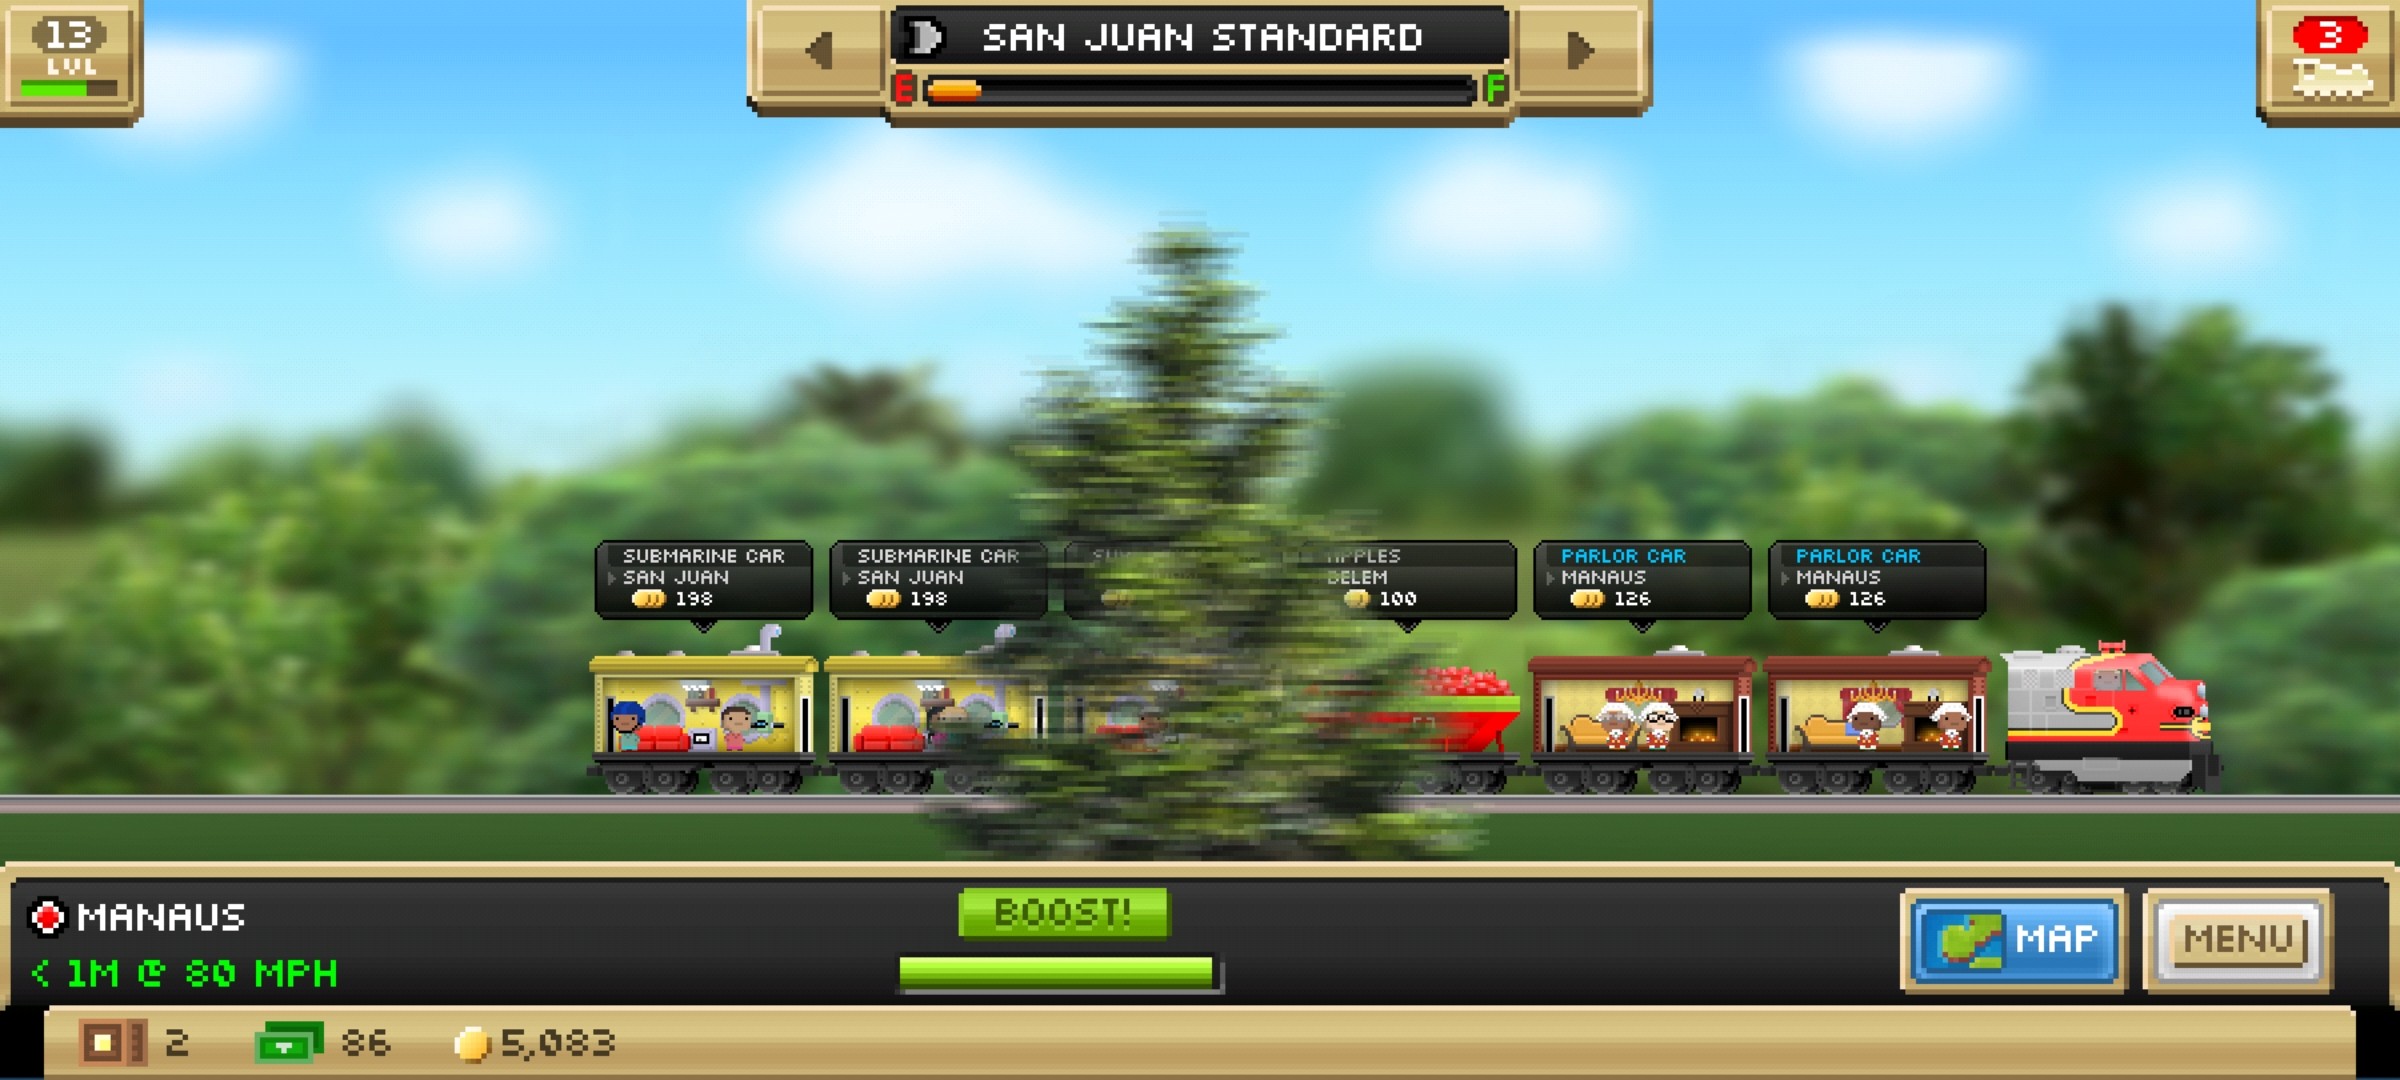 13
LVL
SAN JUAN STANDARD
E
F
3
SUBMARINE CAR
SAN JUAN
198
SUBMARINE CAR
SAN JUAN
198
APPLES
BELEM
100
PARLOR CAR
MANAUS
126
PARLOR CAR
MANAUS
126
MANAUS
< 1M @ 80 MPH
BOOST!
MAP
MENU
2
86
5,083